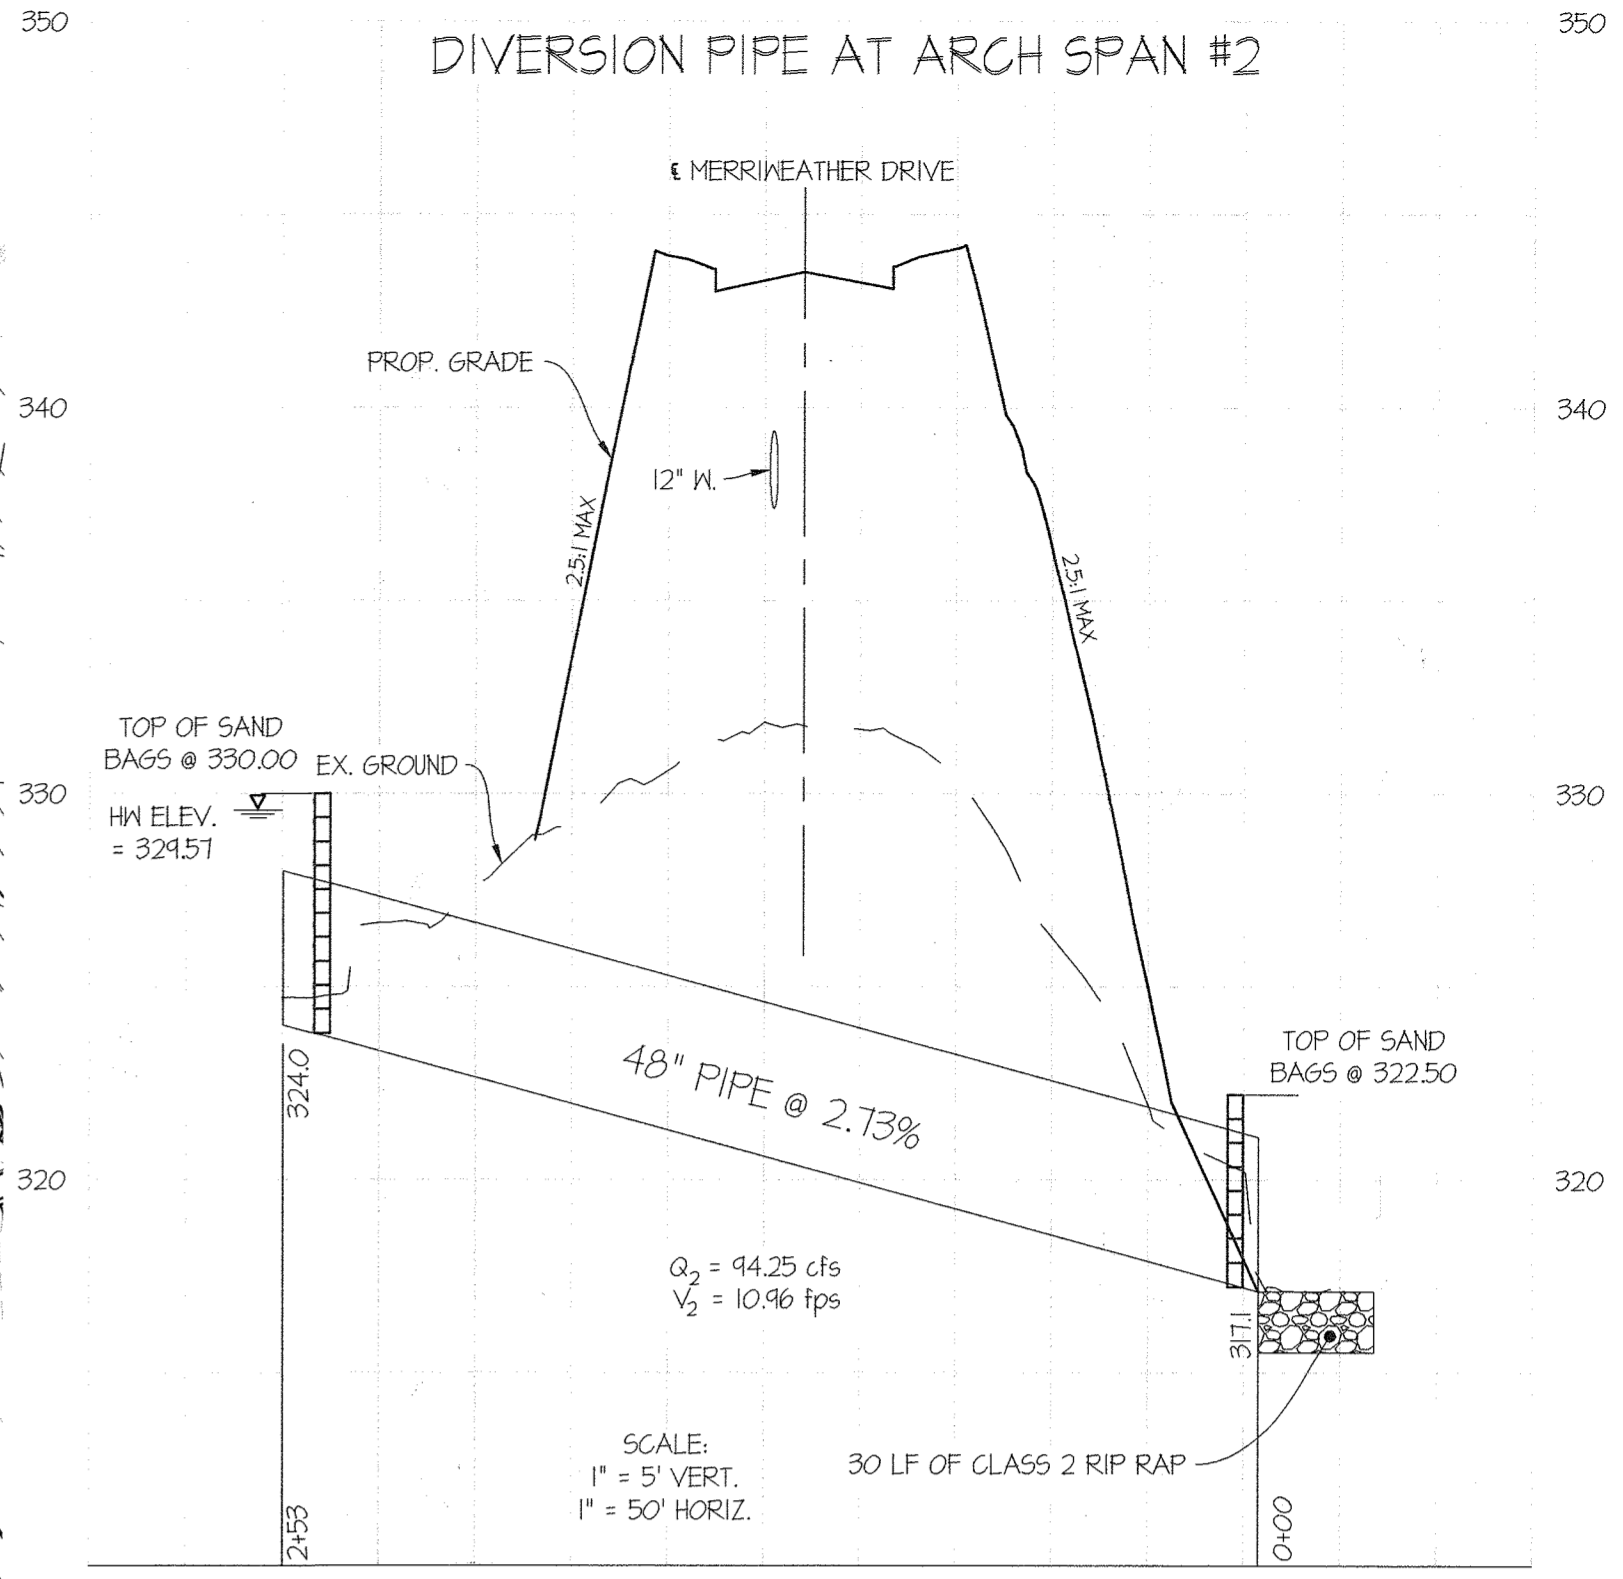 350
350
DIVERSION PIPE AT ARCH SPAN #2
℄ MERRIWEATHER DRIVE
PROP. GRADE
340
340
12" W.
2.5:1 MAX
2.5:1 MAX
TOP OF SAND
BAGS @ 330.00
EX. GROUND
330
330
HW ELEV.
= 329.57
48" PIPE @ 2.73%
324.0
TOP OF SAND
BAGS @ 322.50
320
320
Q2 = 94.25 cfs
V2 = 10.96 fps
317.1
SCALE:
1" = 5' VERT.
1" = 50' HORIZ.
30 LF OF CLASS 2 RIP RAP
2+53
0+00